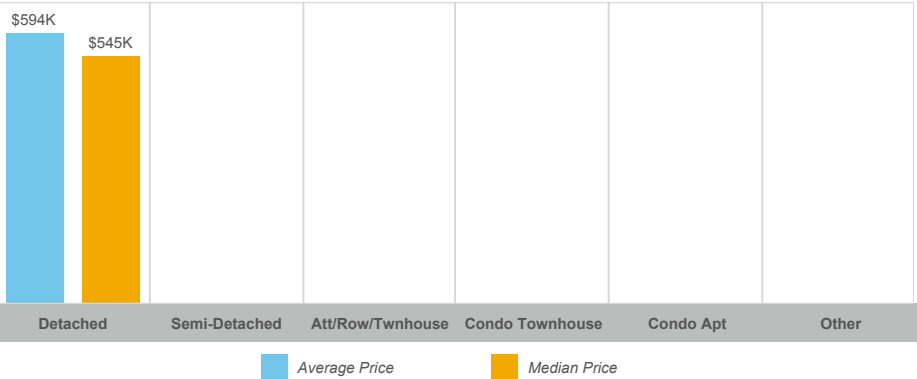 $594K
$545K
Detached Semi-Detached Att/Row/Twnhouse Condo Townhouse Condo Apt Other
Average Price Median Price